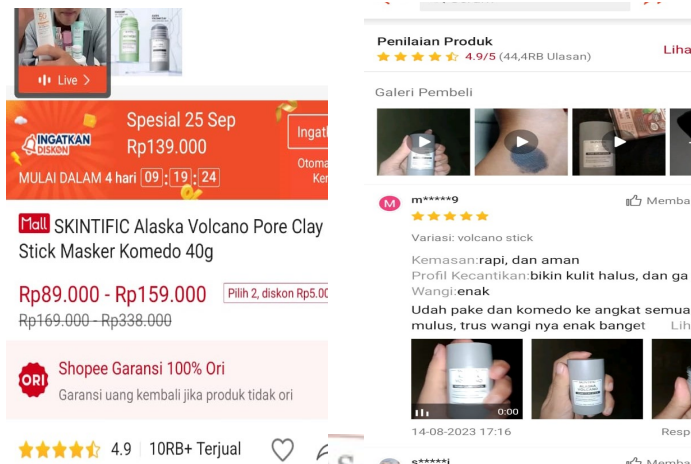 Live >
INGATKAN
DISKON
Spesial 25 Sep
Rp139.000
MULAI DALAM 4 hari 09 : 19 : 24
Mall SKINTIFIC Alaska Volcano Pore Clay
Stick Masker Komedo 40g
Rp89.000 - Rp159.000
Pilih 2, diskon Rp5.00
Rp169.000 - Rp338.000
ORI
Shopee Garansi 100% Ori
Garansi uang kembali jika produk tidak ori
4.9
10RB+ Terjual
Penilaian Produk
4.9/5 (44,4RB Ulasan)
Galeri Pembeli
M
m*****9
Variasi: volcano stick
Kemasan:rapi, dan aman
Profil Kecantikan:bikin kulit halus, dan ga
Wangi:enak
Udah pake dan komedo ke angkat semua
mulus, trus wangi nya enak banget
0:00
14-08-2023 17:16